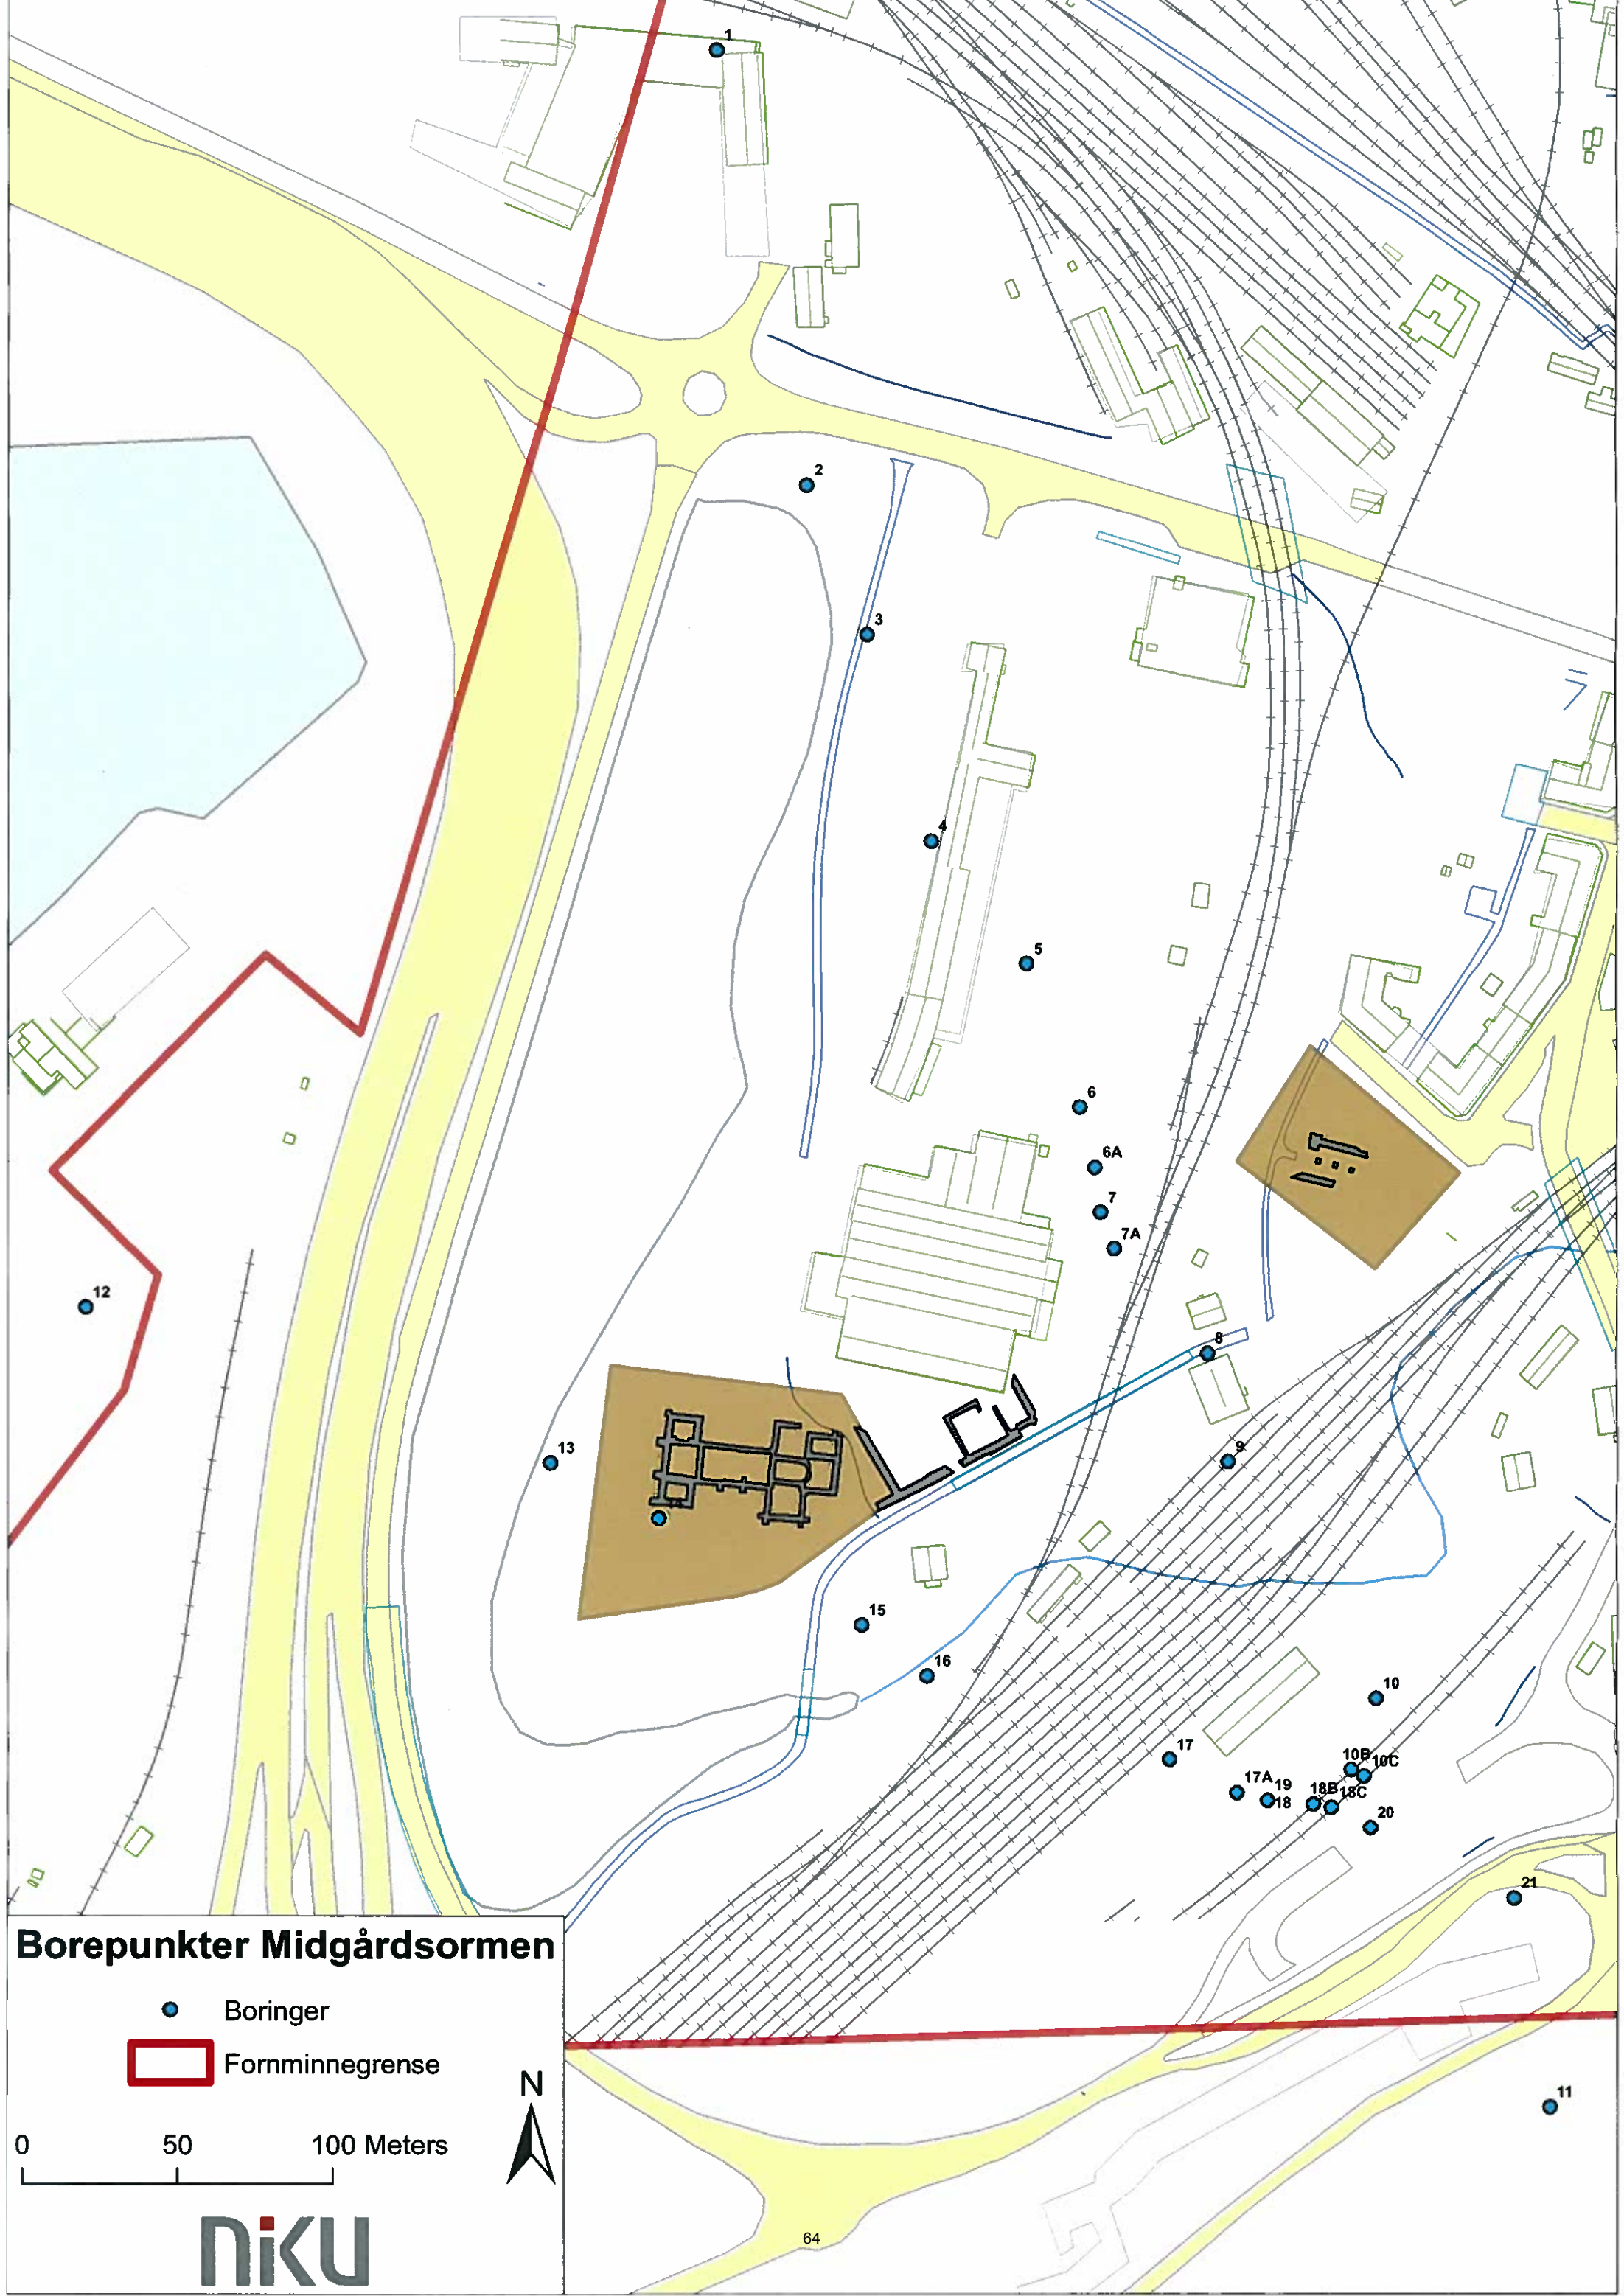 1
2
3
4
5
6
6A
7
7A
12
8
9
13
15
16
10
17
10B
10C
17A
19
18
18B
18C
20
21
Borepunkter Midgårdsormen
Boringer
Fornminnegrense
N
11
0 50 100 Meters
niku
64